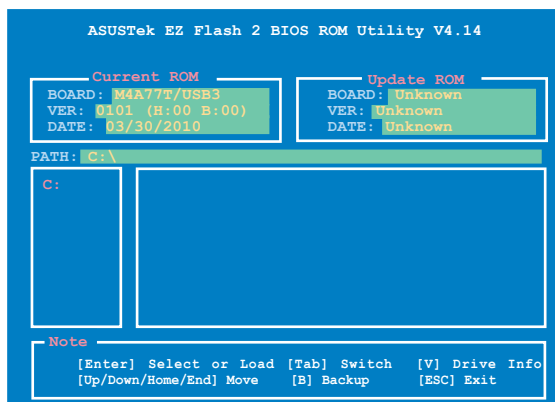 ASUSTek EZ Flash 2 BIOS ROM Utility V4.14
Current ROM
BOARD: M4A77T/USB3
VER: 0101 (H:00 B:00)
DATE: 03/30/2010
Update ROM
BOARD: Unknown
VER: Unknown
DATE: Unknown
PATH: C:\
C:
Note
[Enter] Select or Load [Tab] Switch [V] Drive Info
[Up/Down/Home/End] Move [B] Backup [ESC] Exit